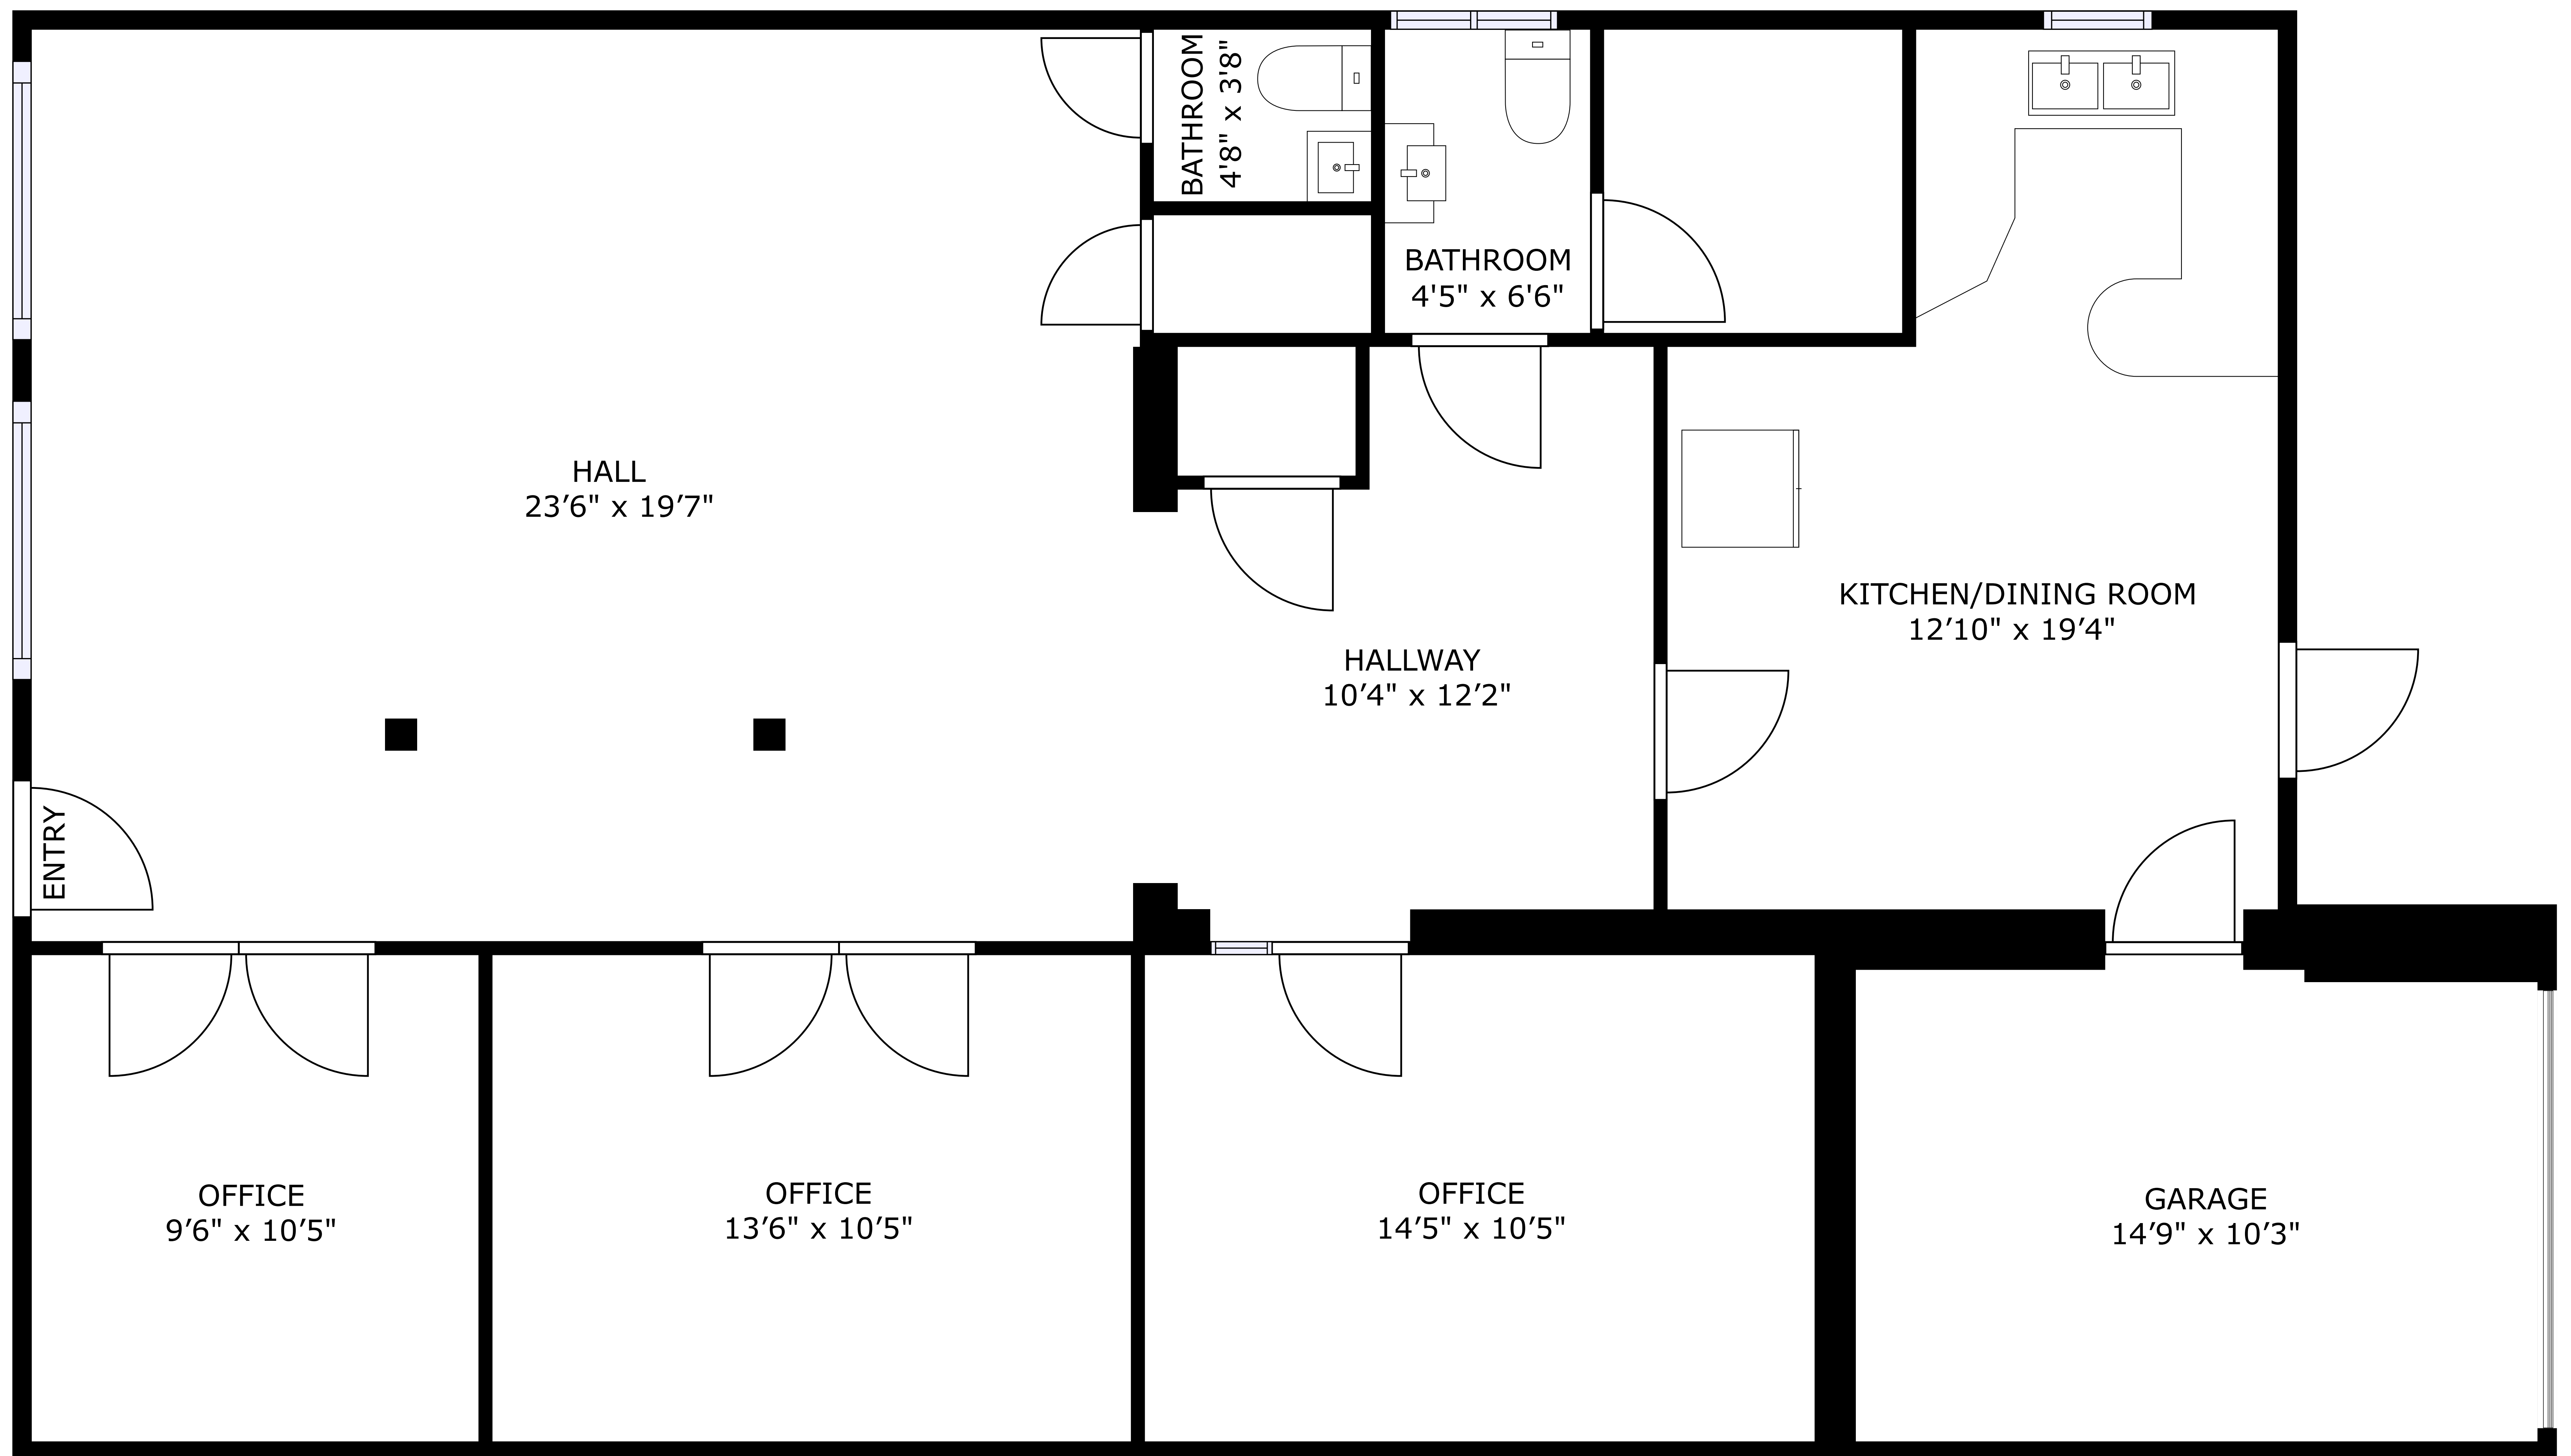 BATHROOM
4'8" x 3'8"
BATHROOM
4'5" x 6'6"
HALL
23′6" x 19′7"
KITCHEN/DINING ROOM
12′10" x 19′4"
HALLWAY
10′4" x 12′2"
ENTRY
OFFICE
9′6" x 10′5"
OFFICE
13′6" x 10′5"
OFFICE
14′5" x 10′5"
GARAGE
14′9" x 10′3"